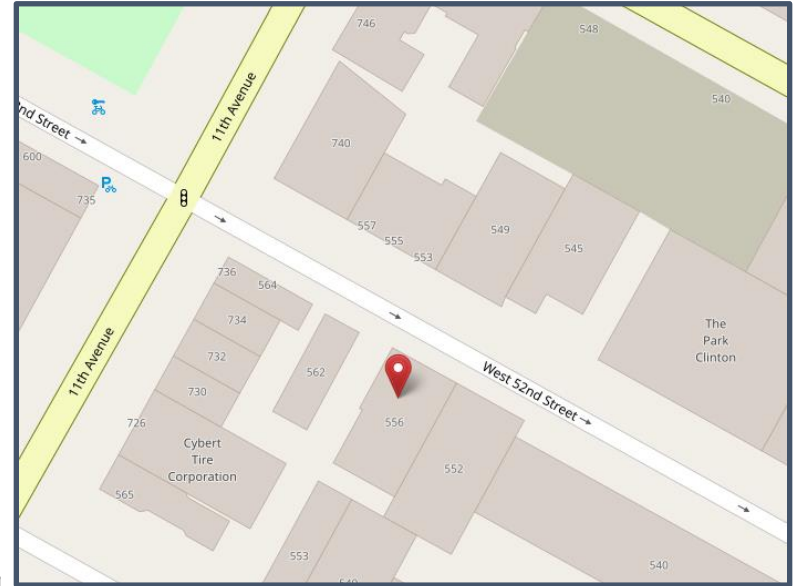 746
548
540
11th Avenue
nd Street →
740
600
735
P
557
555
553
549
545
736
564
734
732
562
730
726
11th Avenue
The
Park
Clinton
West 52nd Street →
556
Cybert
Tire
Corporation
552
565
553
540